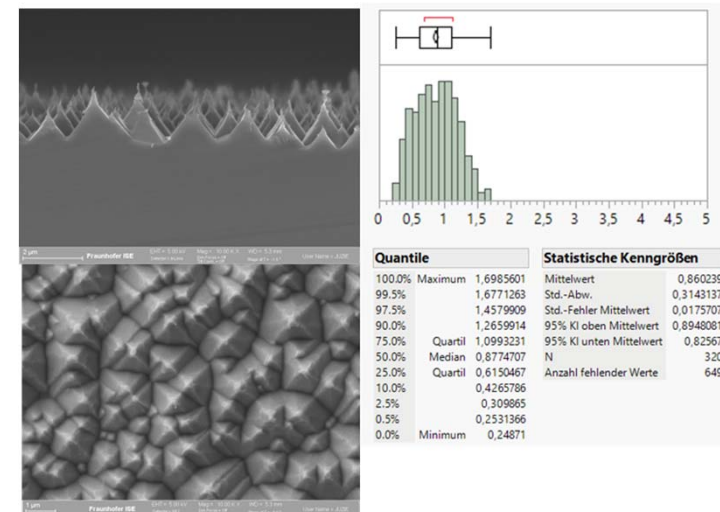 2 µm
Fraunhofer ISE
1 µm
Fraunhofer ISE
0 0,5 1 1,5 2 2,5 3 3,5 4 4,5 5
Quantile
100.0% Maximum 1,6985601
99.5% 1,6771263
97.5% 1,4579909
90.0% 1,2659914
75.0% Quartil 1,0993231
50.0% Median 0,8774707
25.0% Quartil 0,6150467
10.0% 0,4265786
2.5% 0,309865
0.5% 0,2531366
0.0% Minimum 0,24871
Statistische Kenngrößen
Mittelwert 0,860239
Std.-Abw. 0,3143137
Std.-Fehler Mittelwert 0,0175707
95% KI oben Mittelwert 0,8948087
95% KI unten Mittelwert 0,82567
N 320
Anzahl fehlender Werte 649